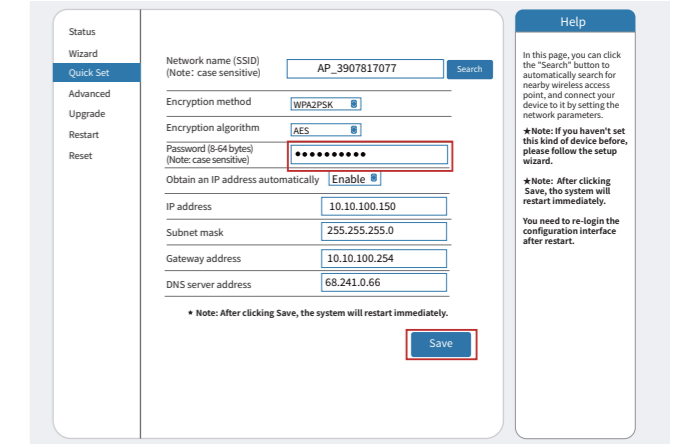 Status
Wizard
Quick Set
Advanced
Upgrade
Restart
Reset
Network name (SSID)
(Note: case sensitive)
AP_3907817077
Search
Encryption method
WPA2PSK
Encryption algorithm
AES
Password (8-64 bytes)
(Note: case sensitive)
●●●●●●●●●●
Obtain an IP address automatically
Enable
IP address
10.10.100.150
Subnet mask
255.255.255.0
Gateway address
10.10.100.254
DNS server address
68.241.0.66
★ Note: After clicking Save, the system will restart immediately.
Save
Help
In this page, you can click
the "Search" button to
automatically search for
nearby wireless access
point, and connect your
device to it by setting the
network parameters.
★Note: If you haven't set
this kind of device before,
please follow the setup
wizard.
★Note: After clicking
Save, tho system will
restart immediately.
You need to re-login the
configuration interface
after restart.